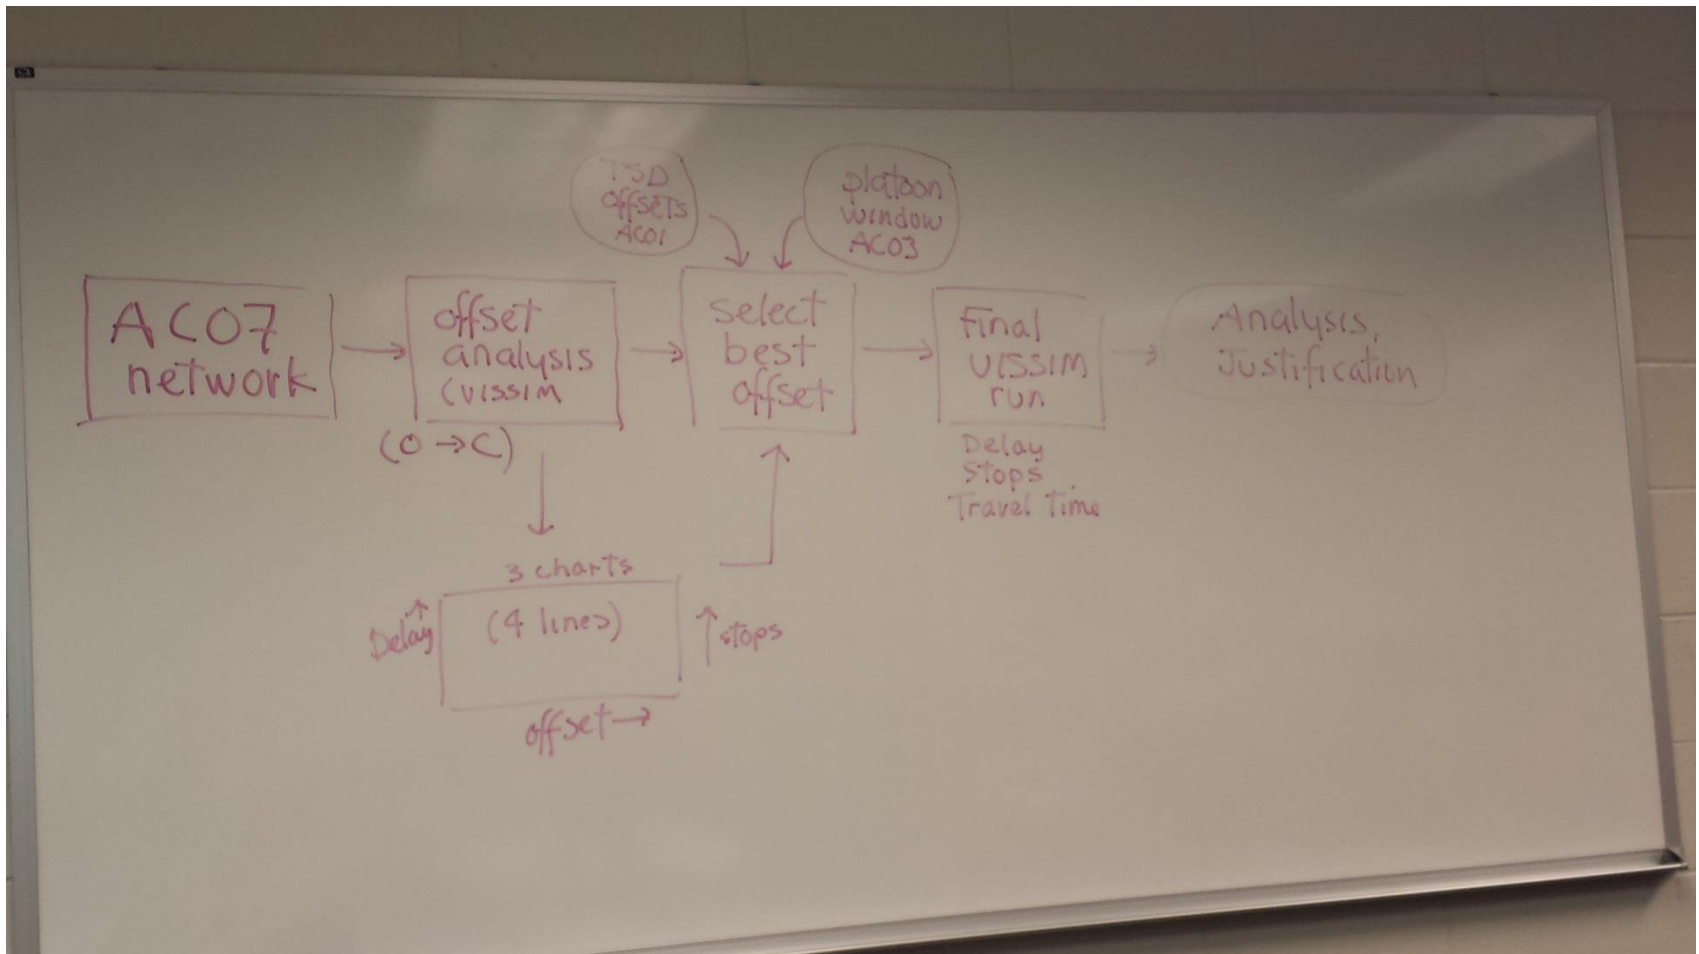 TSD
offsets
AC01
platoon
window
AC03
AC07
network
offset
analysis
(VISSIM
(0 → C)
select
best
offset
Final
VISSIM
run
Delay
Stops
Travel Time
Analysis,
Justification
3 charts
(4 lines)
Delay
stops
offset →